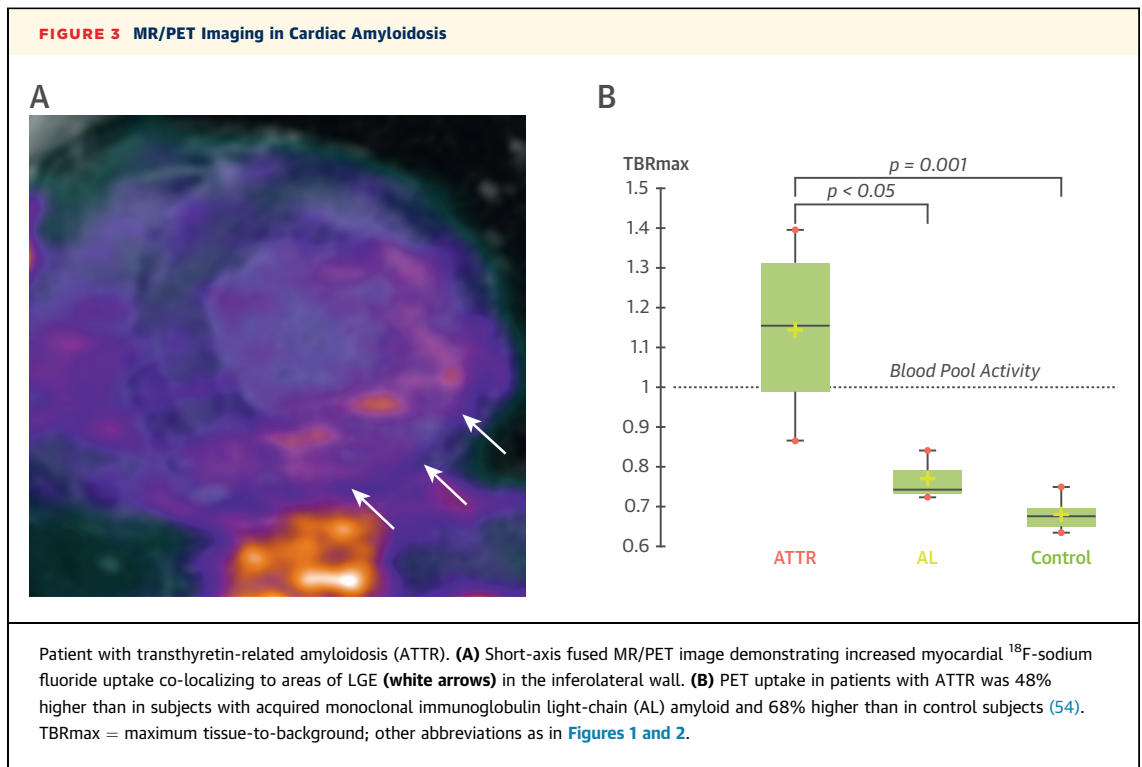 FIGURE 3 MR/PET Imaging in Cardiac Amyloidosis
A
B
TBRmax
p = 0.001
p < 0.05
1.5
1.4
1.3
1.2
1.1
1
0.9
0.8
0.7
0.6
Blood Pool Activity
ATTR AL Control
Patient with transthyretin-related amyloidosis (ATTR). (A) Short-axis fused MR/PET image demonstrating increased myocardial ¹⁸F-sodium
fluoride uptake co-localizing to areas of LGE (white arrows) in the inferolateral wall. (B) PET uptake in patients with ATTR was 48%
higher than in subjects with acquired monoclonal immunoglobulin light-chain (AL) amyloid and 68% higher than in control subjects (54).
TBRmax = maximum tissue-to-background; other abbreviations as in Figures 1 and 2.